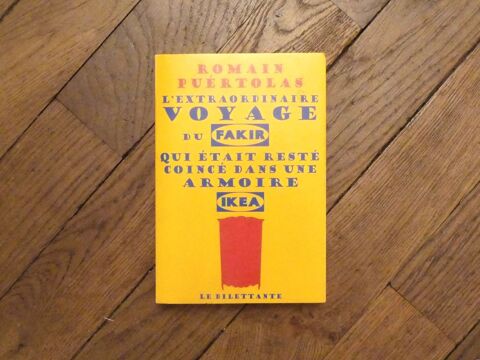 ROMAIN
PUÉRTOLAS
L'EXTRAORDINAIRE
VOYAGE
DU FAKIR
QUI ÉTAIT RESTÉ
COINCÉ DANS UNE
ARMOIRE
IKEA
LE DILETTANTE